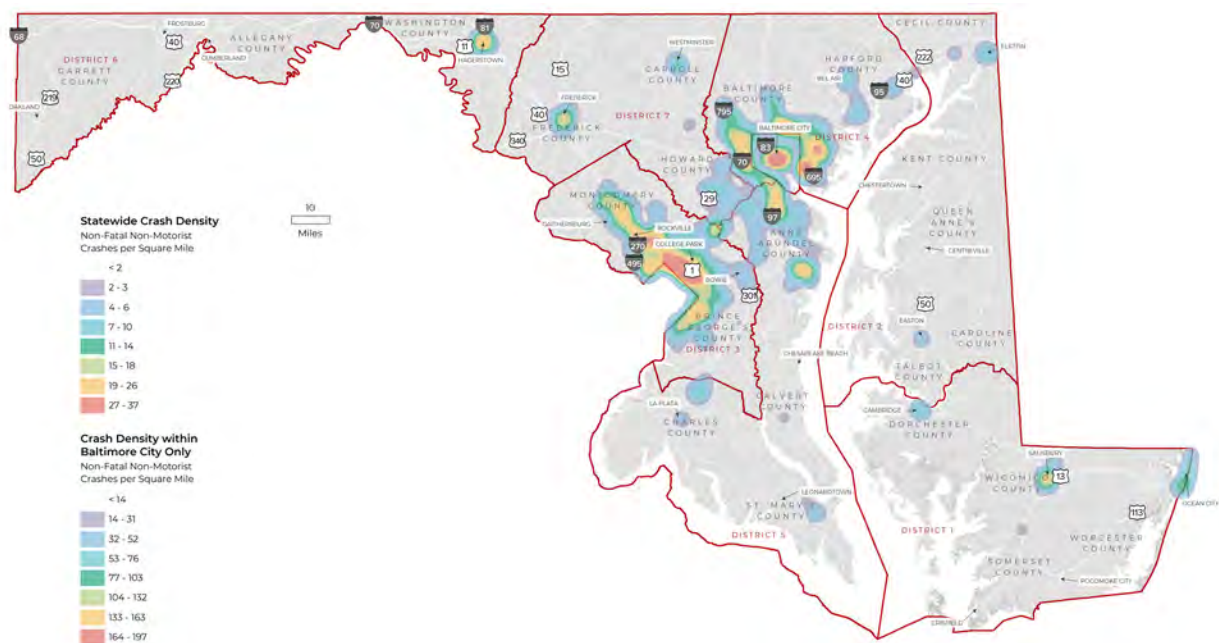 FROSTBURG
68
40
ALLEGANY
COUNTY
CUMBERLAND
DISTRICT 6
GARRETT
COUNTY
OAKLAND
219
220
50
70
WASHINGTON
COUNTY
81
11
HAGERSTOWN
15
WESTMINSTER
CARROLL
COUNTY
FREDERICK
40
FREDERICK
COUNTY
340
DISTRICT 7
CECIL COUNTY
ELKTON
222
HARFORD
COUNTY
BEL AIR
40
95
BALTIMORE
COUNTY
795
BALTIMORE CITY
83
DISTRICT 4
70
695
HOWARD
COUNTY
29
97
KENT COUNTY
CHESTERTOWN
QUEEN
ANNE'S
COUNTY
CENTREVILLE
MONTGOMERY
COUNTY
GAITHERSBURG
ROCKVILLE
270
COLLEGE PARK
495
1
BOWIE
301
ANNE
ARUNDEL
COUNTY
PRINCE
GEORGE'S
COUNTY
DISTRICT 3
50
EASTON
DISTRICT 2
CAROLINE
COUNTY
TALBOT
COUNTY
CHESAPEAKE BEACH
CALVERT
COUNTY
LA PLATA
CHARLES
COUNTY
CAMBRIDGE
DORCHESTER
COUNTY
SALISBURY
WICOMICO
COUNTY
13
OCEAN CITY
LEONARDTOWN
ST. MARY'S
COUNTY
DISTRICT 5
DISTRICT 1
113
WORCESTER
COUNTY
SOMERSET
COUNTY
POCOMOKE CITY
CRISFIELD
10
Miles
Statewide Crash Density
Non-Fatal Non-Motorist
Crashes per Square Mile
< 2
2 - 3
4 - 6
7 - 10
11 - 14
15 - 18
19 - 26
27 - 37
Crash Density within
Baltimore City Only
Non-Fatal Non-Motorist
Crashes per Square Mile
< 14
14 - 31
32 - 52
53 - 76
77 - 103
104 - 132
133 - 163
164 - 197